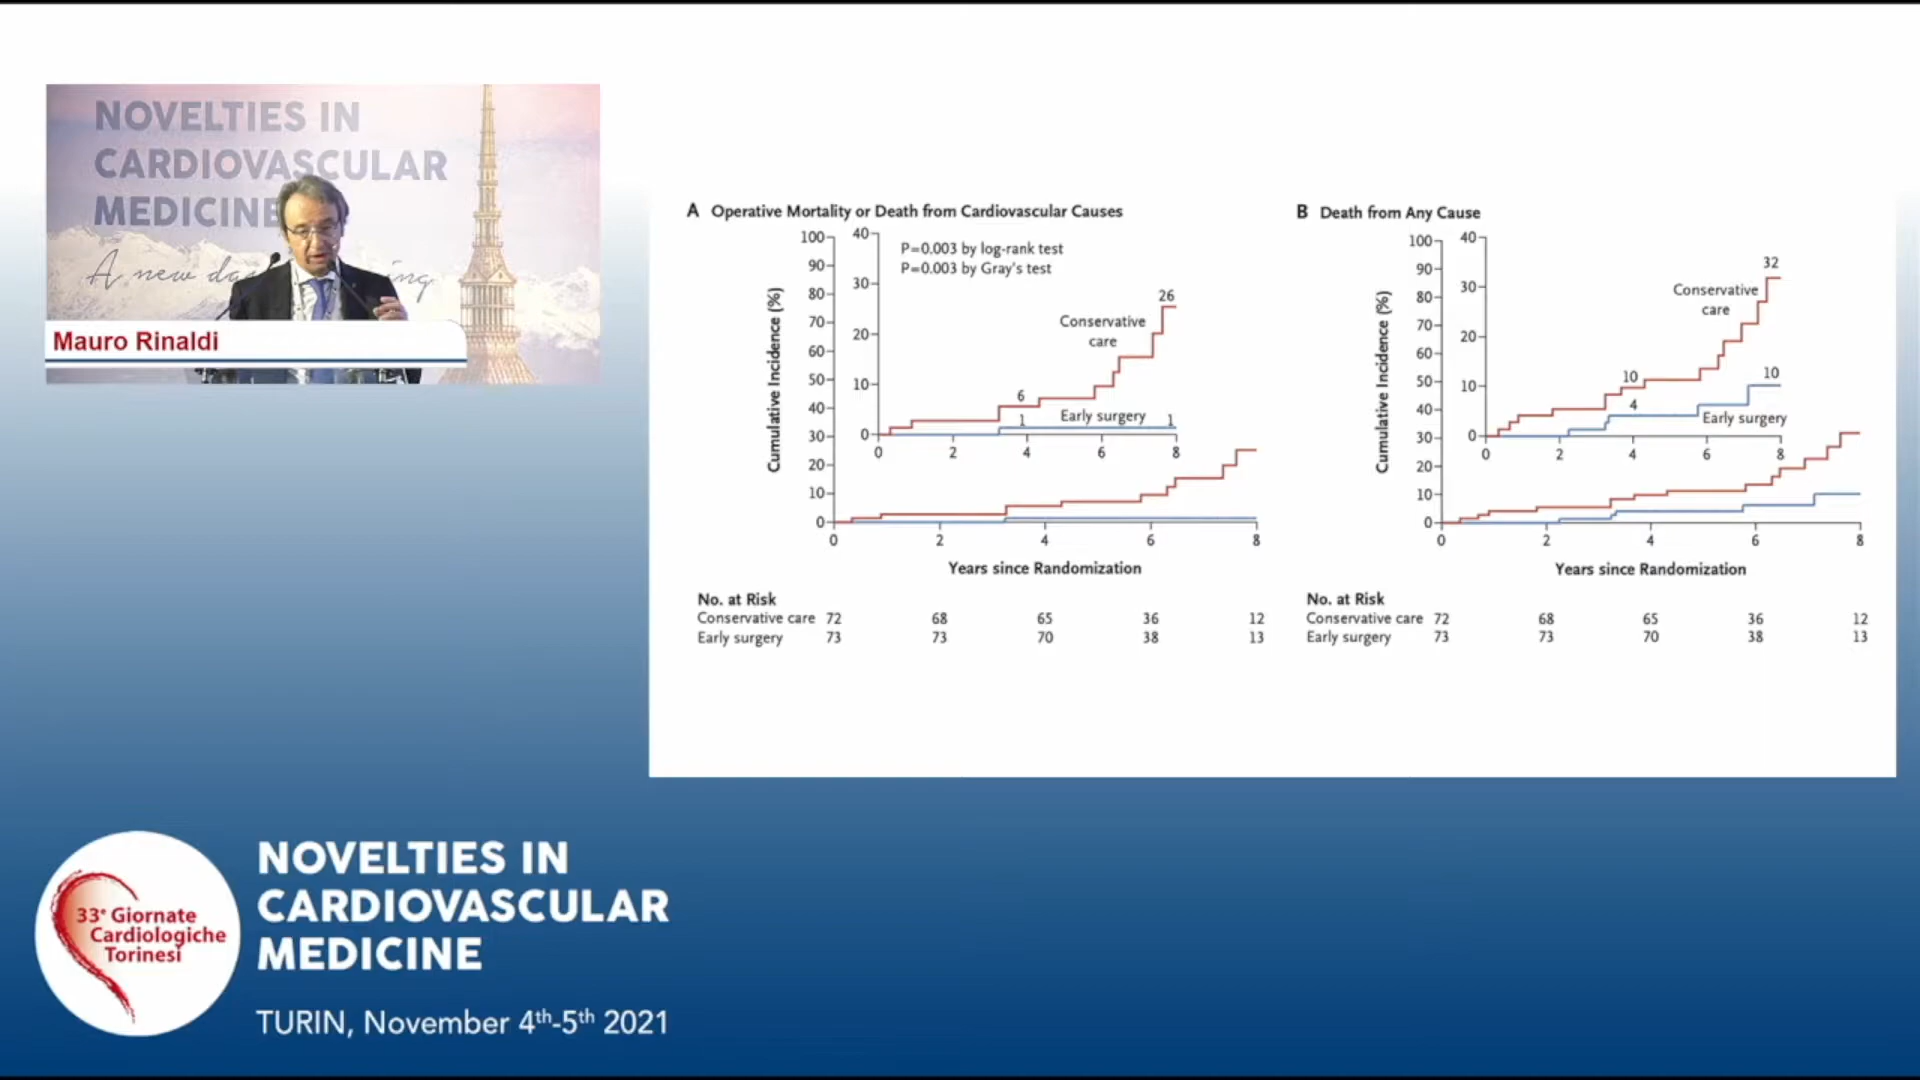 NOVELTIES IN
CARDIOVASCULAR
MEDICINE
A new da
ing
Mauro Rinaldi
A Operative Mortality or Death from Cardiovascular Causes
Cumulative Incidence (%)
100
90
80
70
60
50
40
30
20
10
0
40
30
20
10
0
P=0.003 by log-rank test
P=0.003 by Gray's test
26
Conservative
care
6
1
Early surgery
1
0 2 4 6 8
0 2 4 6 8
Years since Randomization
No. at Risk
Conservative care 72 68 65 36 12
Early surgery 73 73 70 38 13
B Death from Any Cause
Cumulative Incidence (%)
100
90
80
70
60
50
40
30
20
10
0
40
30
20
10
0
32
Conservative
care
10
10
4
Early surgery
0 2 4 6 8
0 2 4 6 8
Years since Randomization
No. at Risk
Conservative care 72 68 65 36 12
Early surgery 73 73 70 38 13
33° Giornate
Cardiologiche
Torinesi
NOVELTIES IN
CARDIOVASCULAR
MEDICINE
TURIN, November 4th-5th 2021